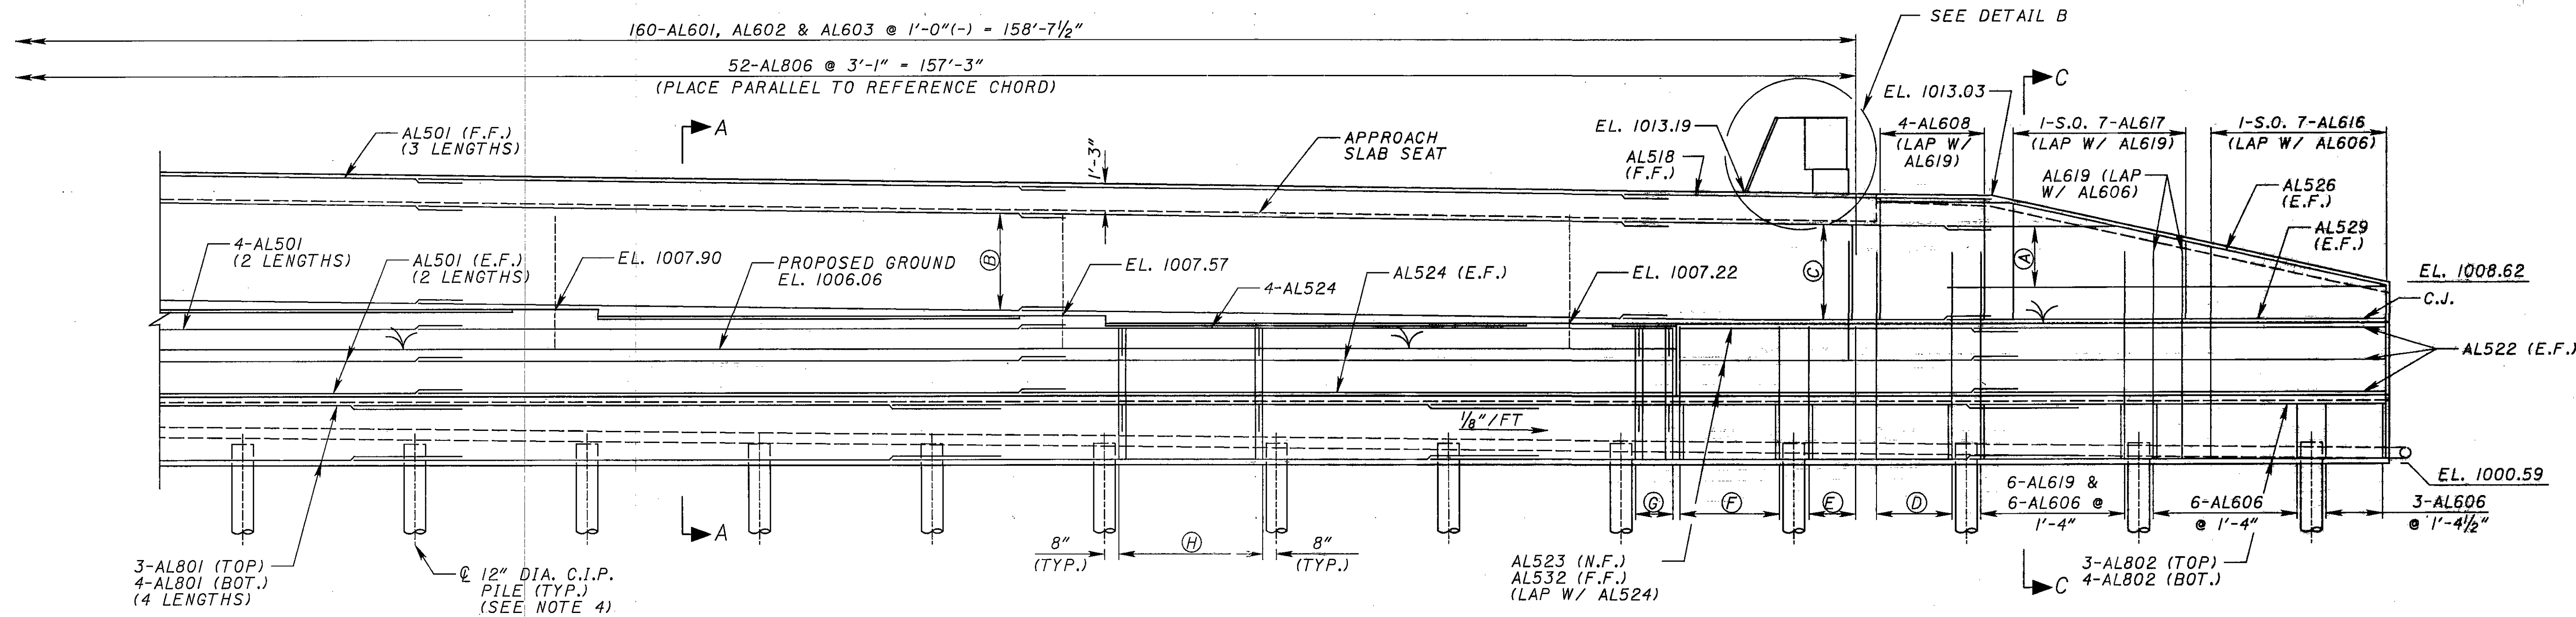 SEE DETAIL B
160-AL601, AL602 & AL603 @ 1'-0"(-) = 158'-7½"
52-AL806 @ 3'-1" = 157'-3"
(PLACE PARALLEL TO REFERENCE CHORD)
C
EL. 1013.03
A
AL501 (F.F.)
(3 LENGTHS)
1'-3"
APPROACH
SLAB SEAT
EL. 1013.19
AL518
(F.F.)
4-AL608
(LAP W/
AL619)
1-S.O. 7-AL617
(LAP W/ AL619)
1-S.O. 7-AL616
(LAP W/ AL606)
AL619 (LAP
W/ AL606)
AL526
(E.F.)
AL529
(E.F.)
4-AL501
(2 LENGTHS)
AL501 (E.F.)
(2 LENGTHS)
EL. 1007.90
PROPOSED GROUND
EL. 1006.06
B
EL. 1007.57
4-AL524
AL524 (E.F.)
EL. 1007.22
C
A
EL. 1008.62
C.J.
AL522 (E.F.)
⅛"/FT
EL. 1000.59
G
F
E
D
6-AL619 &
6-AL606 @
1'-4"
6-AL606
@ 1'-4"
3-AL606
@ 1'-4½"
A
8"
(TYP.)
H
8"
(TYP.)
3-AL801 (TOP)
4-AL801 (BOT.)
(4 LENGTHS)
℄ 12" DIA. C.I.P.
PILE (TYP.)
(SEE NOTE 4)
AL523 (N.F.)
AL532 (F.F.)
(LAP W/ AL524)
3-AL802 (TOP)
4-AL802 (BOT.)
C